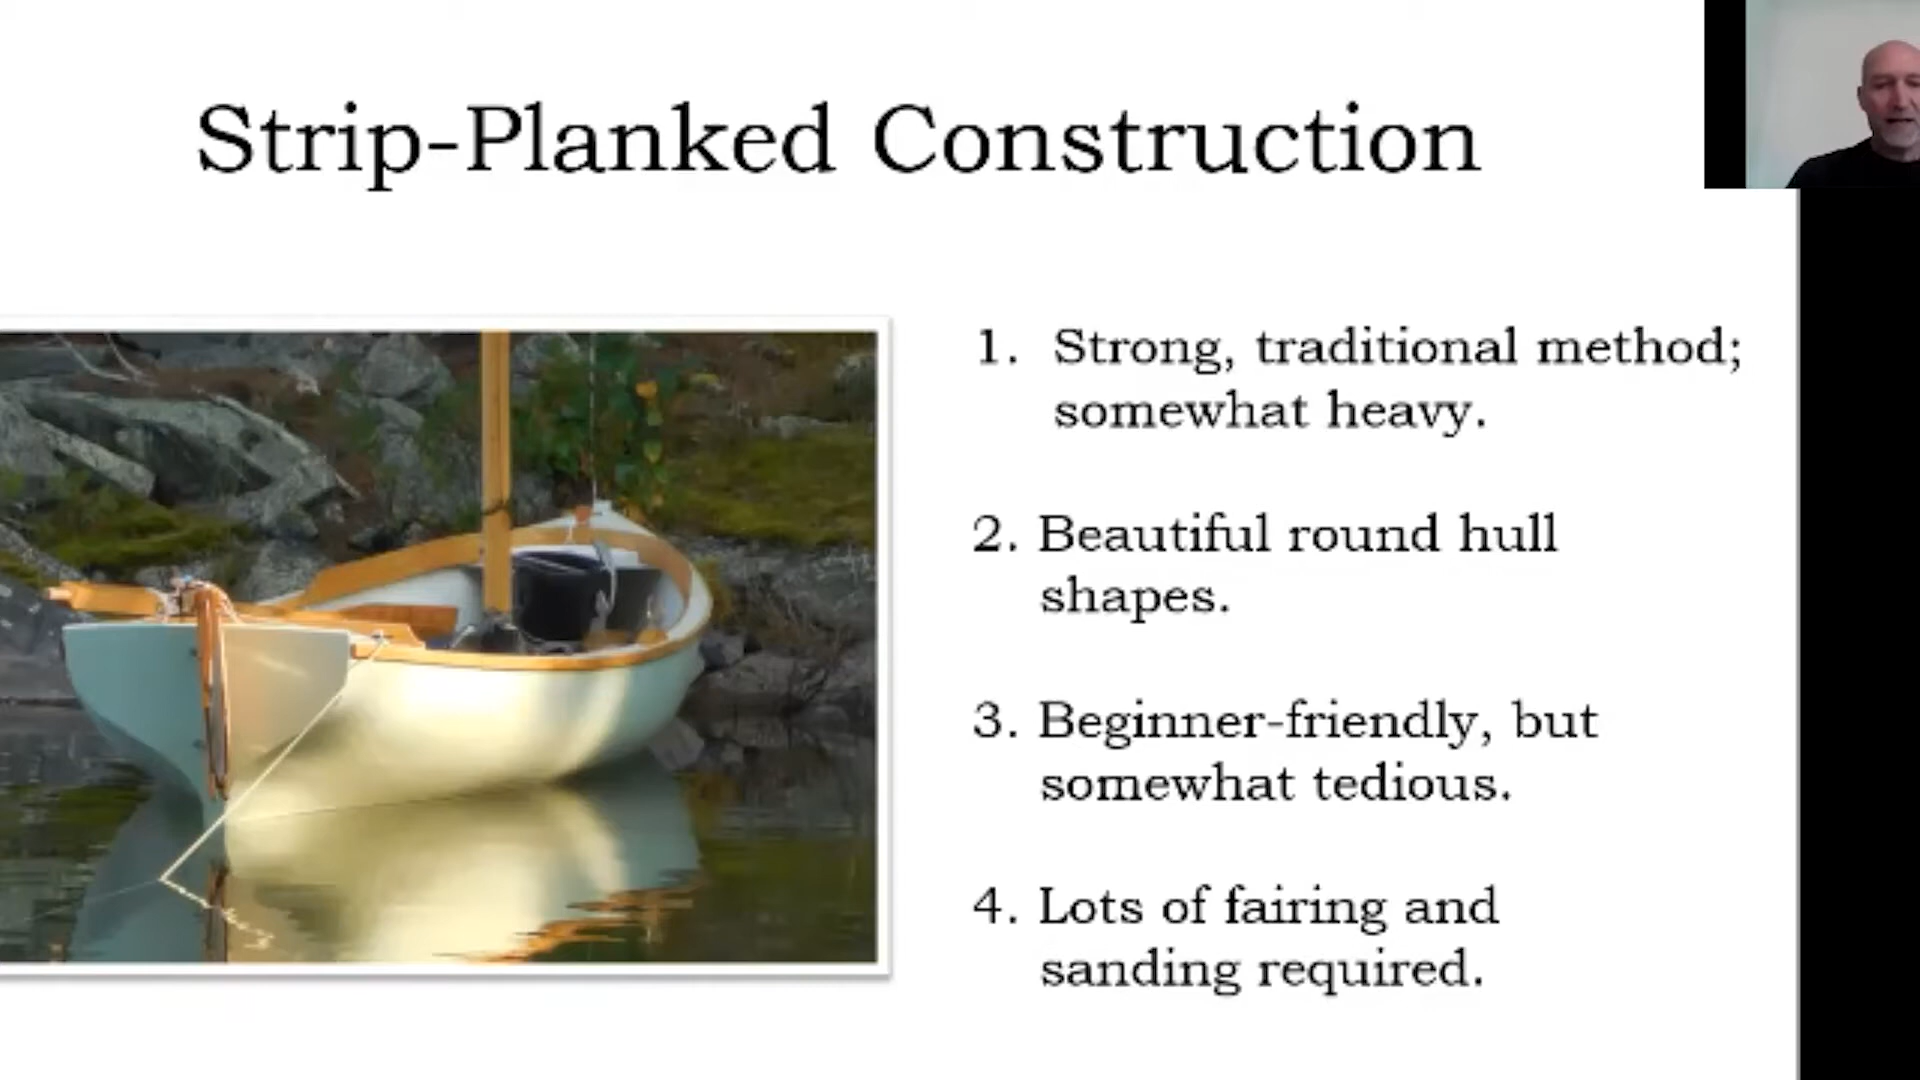 Strip-Planked Construction
1. Strong, traditional method;
somewhat heavy.
2. Beautiful round hull
shapes.
3. Beginner-friendly, but
somewhat tedious.
4. Lots of fairing and
sanding required.